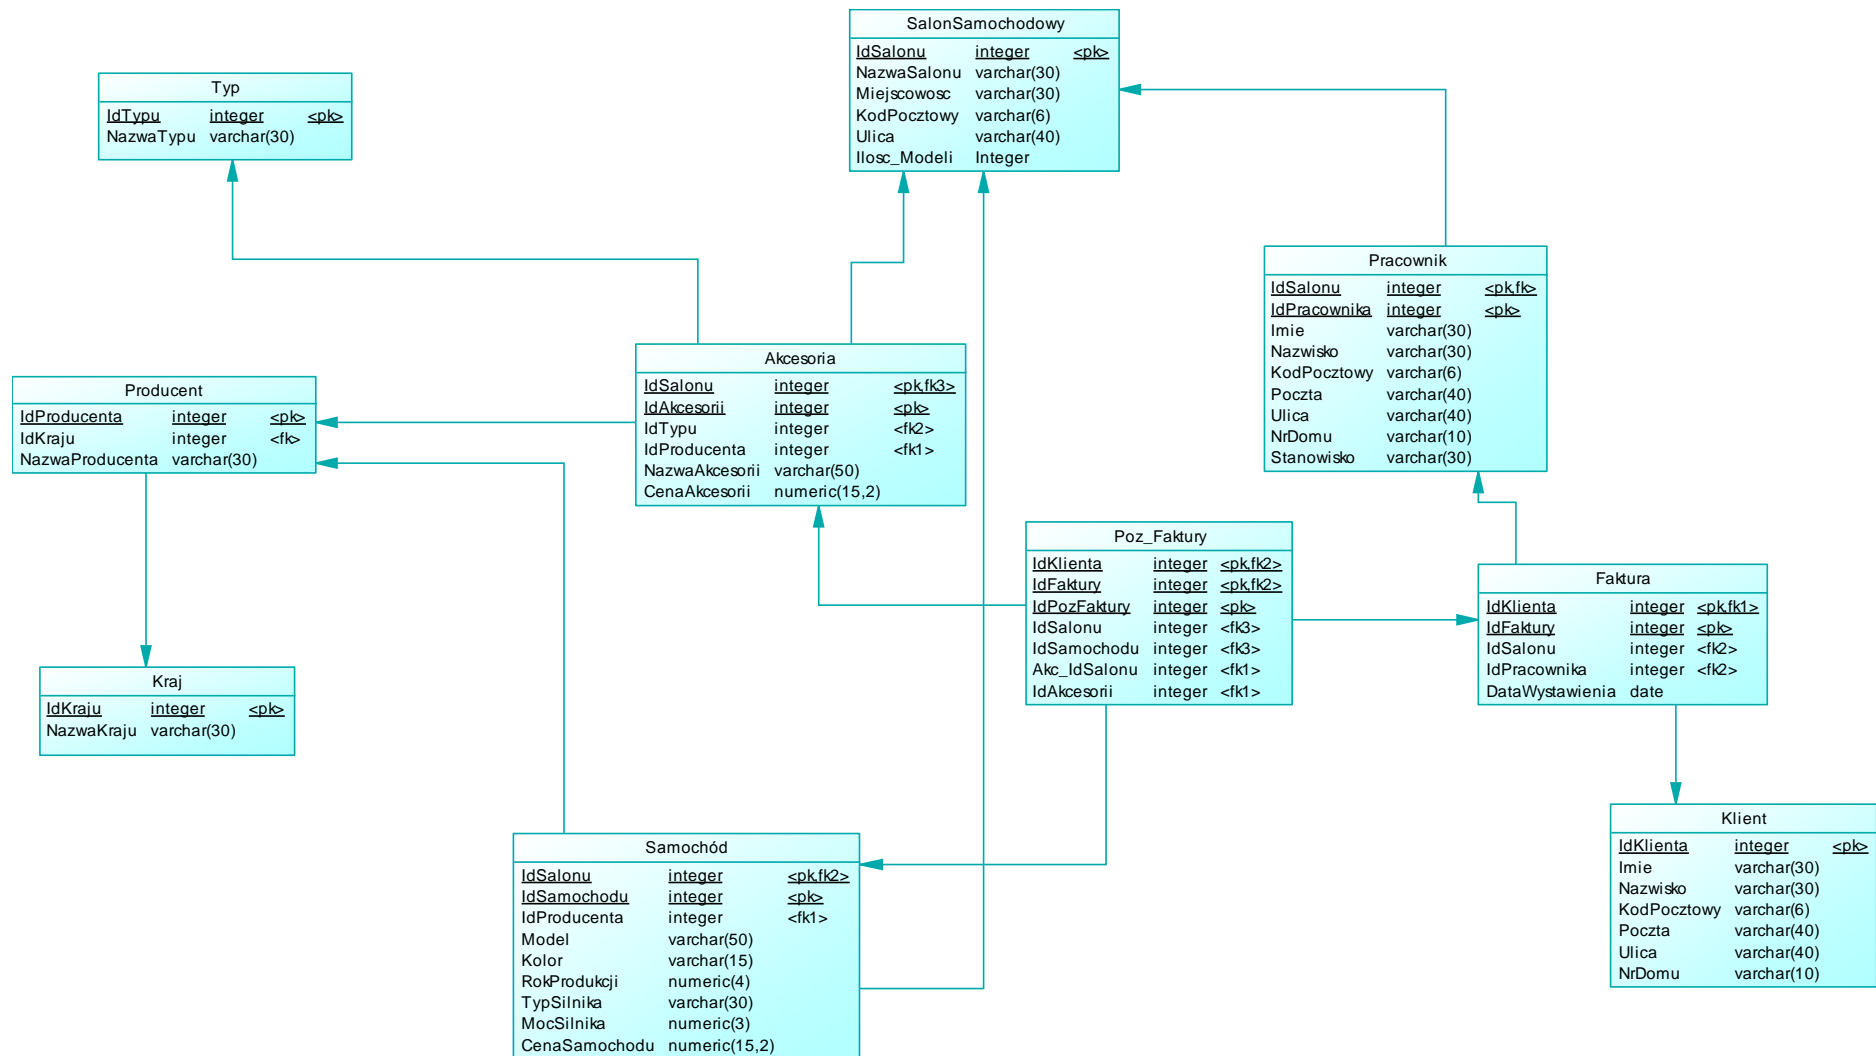 SalonSamochodowy
IdSalonu integer <pk>
NazwaSalonu varchar(30)
Miejscowosc varchar(30)
KodPocztowy varchar(6)
Ulica varchar(40)
Ilosc_Modeli Integer
Typ
IdTypu integer <pk>
NazwaTypu varchar(30)
Pracownik
IdSalonu integer <pk,fk>
IdPracownika integer <pk>
Imie varchar(30)
Nazwisko varchar(30)
KodPocztowy varchar(6)
Poczta varchar(40)
Ulica varchar(40)
NrDomu varchar(10)
Stanowisko varchar(30)
Akcesoria
IdSalonu integer <pk,fk3>
IdAkcesorii integer <pk>
IdTypu integer <fk2>
IdProducenta integer <fk1>
NazwaAkcesorii varchar(50)
CenaAkcesorii numeric(15,2)
Producent
IdProducenta integer <pk>
IdKraju integer <fk>
NazwaProducenta varchar(30)
Poz_Faktury
IdKlienta integer <pk,fk2>
IdFaktury integer <pk,fk2>
IdPozFaktury integer <pk>
IdSalonu integer <fk3>
IdSamochodu integer <fk3>
Akc_IdSalonu integer <fk1>
IdAkcesorii integer <fk1>
Faktura
IdKlienta integer <pk,fk1>
IdFaktury integer <pk>
IdSalonu integer <fk2>
IdPracownika integer <fk2>
DataWystawienia date
Kraj
IdKraju integer <pk>
NazwaKraju varchar(30)
Klient
IdKlienta integer <pk>
Imie varchar(30)
Nazwisko varchar(30)
KodPocztowy varchar(6)
Poczta varchar(40)
Ulica varchar(40)
NrDomu varchar(10)
Samochód
IdSalonu integer <pk,fk2>
IdSamochodu integer <pk>
IdProducenta integer <fk1>
Model varchar(50)
Kolor varchar(15)
RokProdukcji numeric(4)
TypSilnika varchar(30)
MocSilnika numeric(3)
CenaSamochodu numeric(15,2)